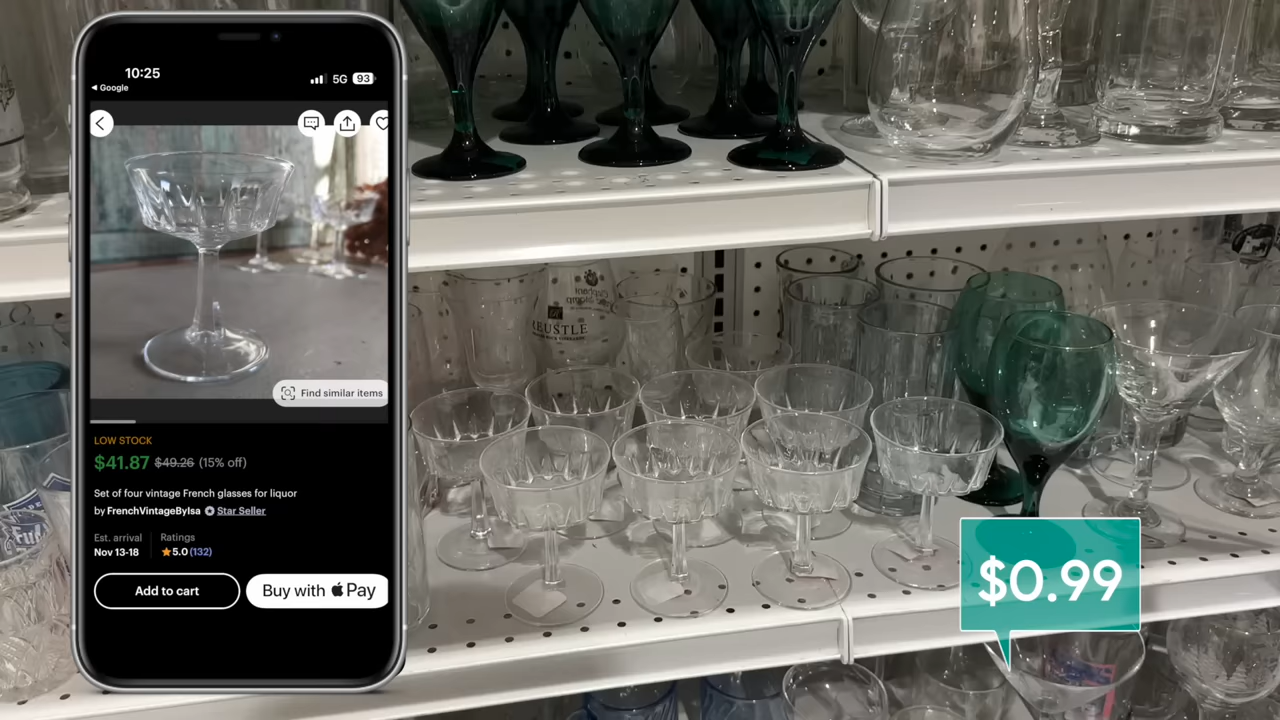 10:25
5G 93
◄ Google
Find similar items
LOW STOCK
$41.87 $49.26 (15% off)
Set of four vintage French glasses for liquor
by FrenchVintageByIsa Star Seller
Est. arrival
Ratings
Nov 13-18
5.0 (132)
Add to cart
Buy with Pay
REUSTLE
$0.99